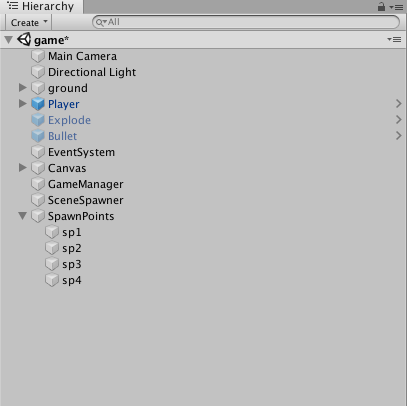 Hierarchy
Create All
game*
Main Camera
Directional Light
ground
Player
Explode
Bullet
EventSystem
Canvas
GameManager
SceneSpawner
SpawnPoints
sp1
sp2
sp3
sp4